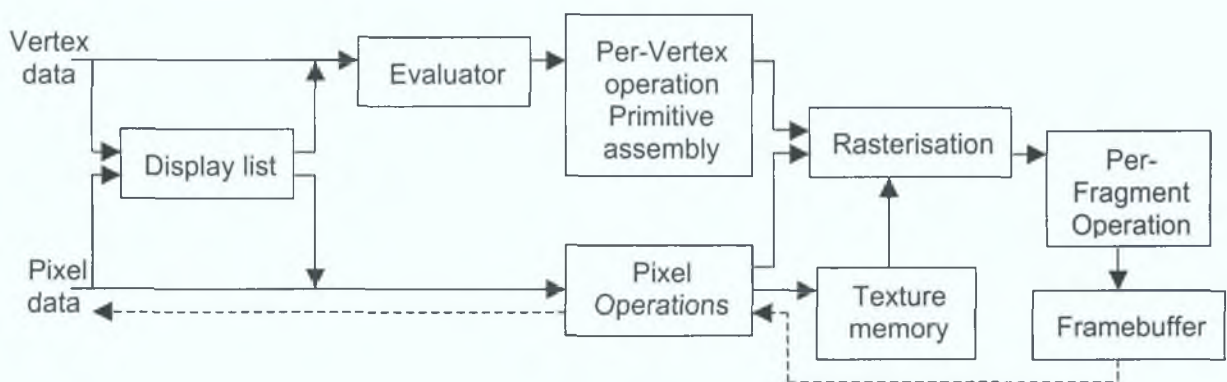 Vertex
data
Evaluator
Per-Vertex
operation
Primitive
assembly
Display list
Rasterisation
Per-
Fragment
Operation
Pixel
data
Pixel
Operations
Texture
memory
Framebuffer